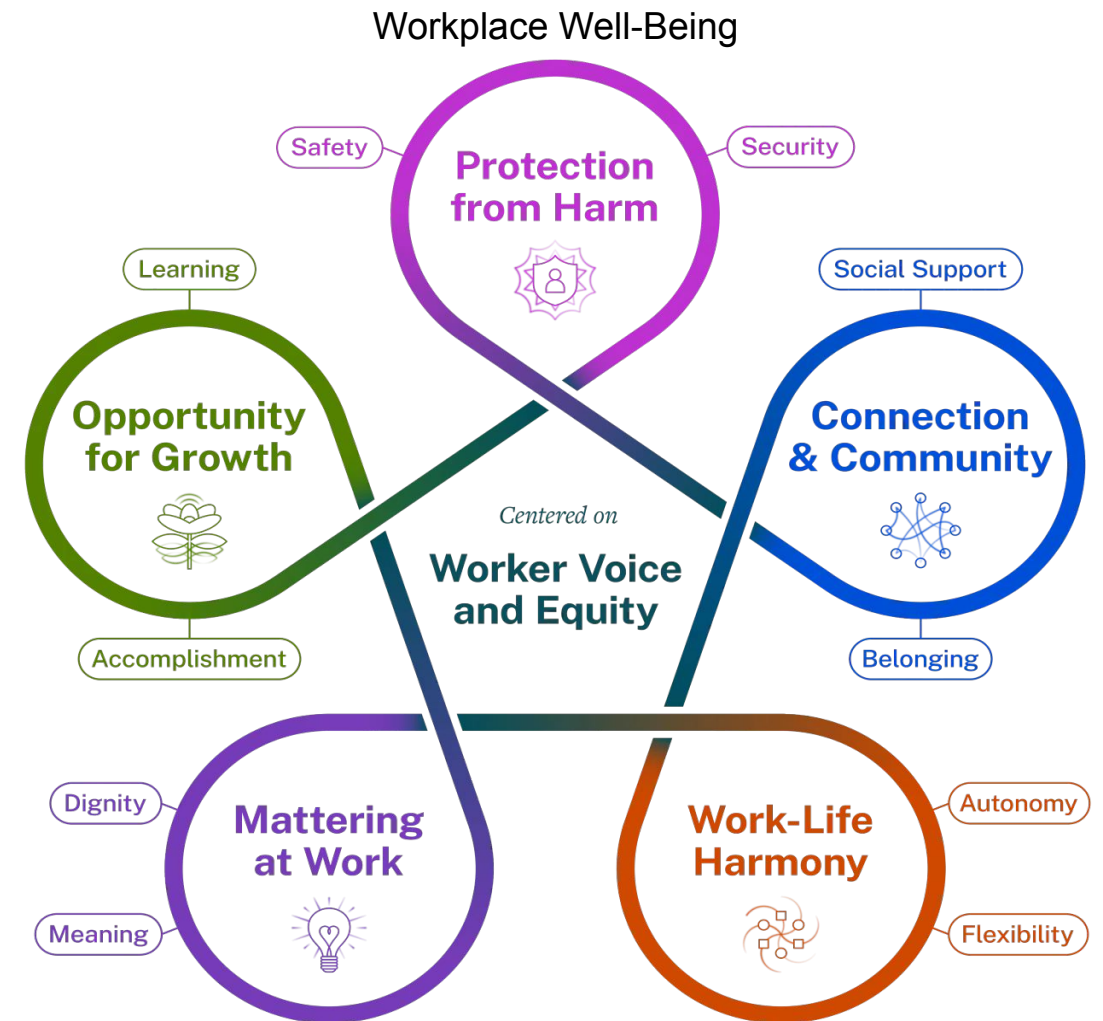 Workplace Well-Being
Safety
Security
Protection
from Harm
Learning
Social Support
Opportunity
for Growth
Connection
& Community
Centered on
Worker Voice
and Equity
Accomplishment
Belonging
Dignity
Meaning
Mattering
at Work
Work-Life
Harmony
Autonomy
Flexibility